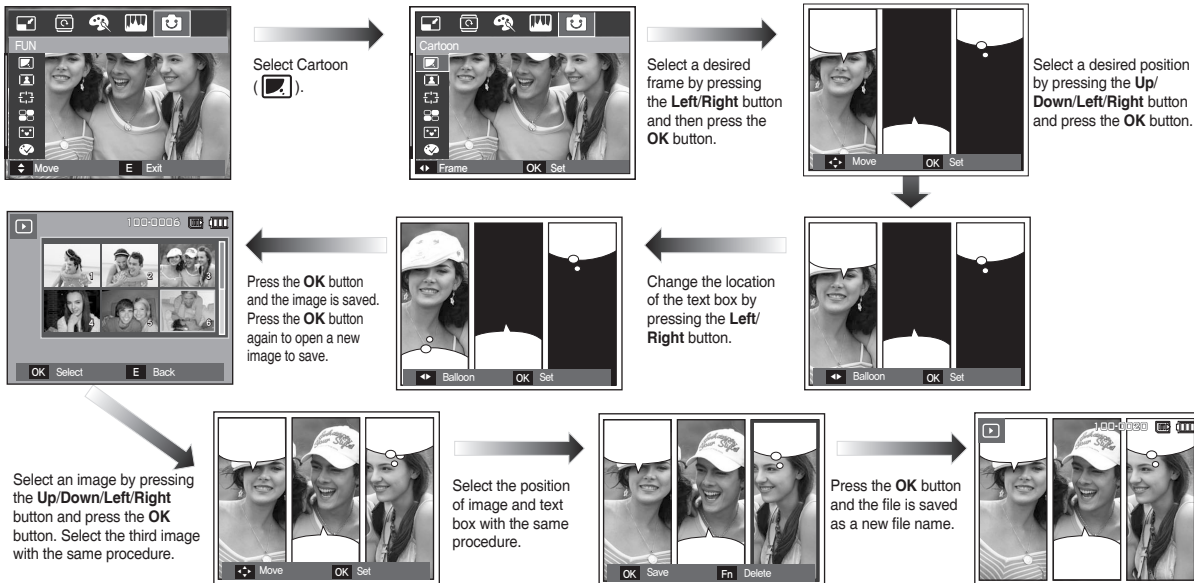 FUN
Move E Exit
Select Cartoon
( ).
Cartoon
Frame OK Set
Select a desired
frame by pressing
the Left/Right button
and then press the
OK button.
Move OK Set
Select a desired position
by pressing the Up/
Down/Left/Right button
and press the OK button.
100-0006
1 2 3
4 5 6
OK Select E Back
Press the OK button
and the image is saved.
Press the OK button
again to open a new
image to save.
Balloon OK Set
Change the location
of the text box by
pressing the Left/
Right button.
Balloon OK Set
Select an image by pressing
the Up/Down/Left/Right
button and press the OK
button. Select the third image
with the same procedure.
Move OK Set
Select the position
of image and text
box with the same
procedure.
OK Save Fn Delete
Press the OK button
and the file is saved
as a new file name.
100-0020